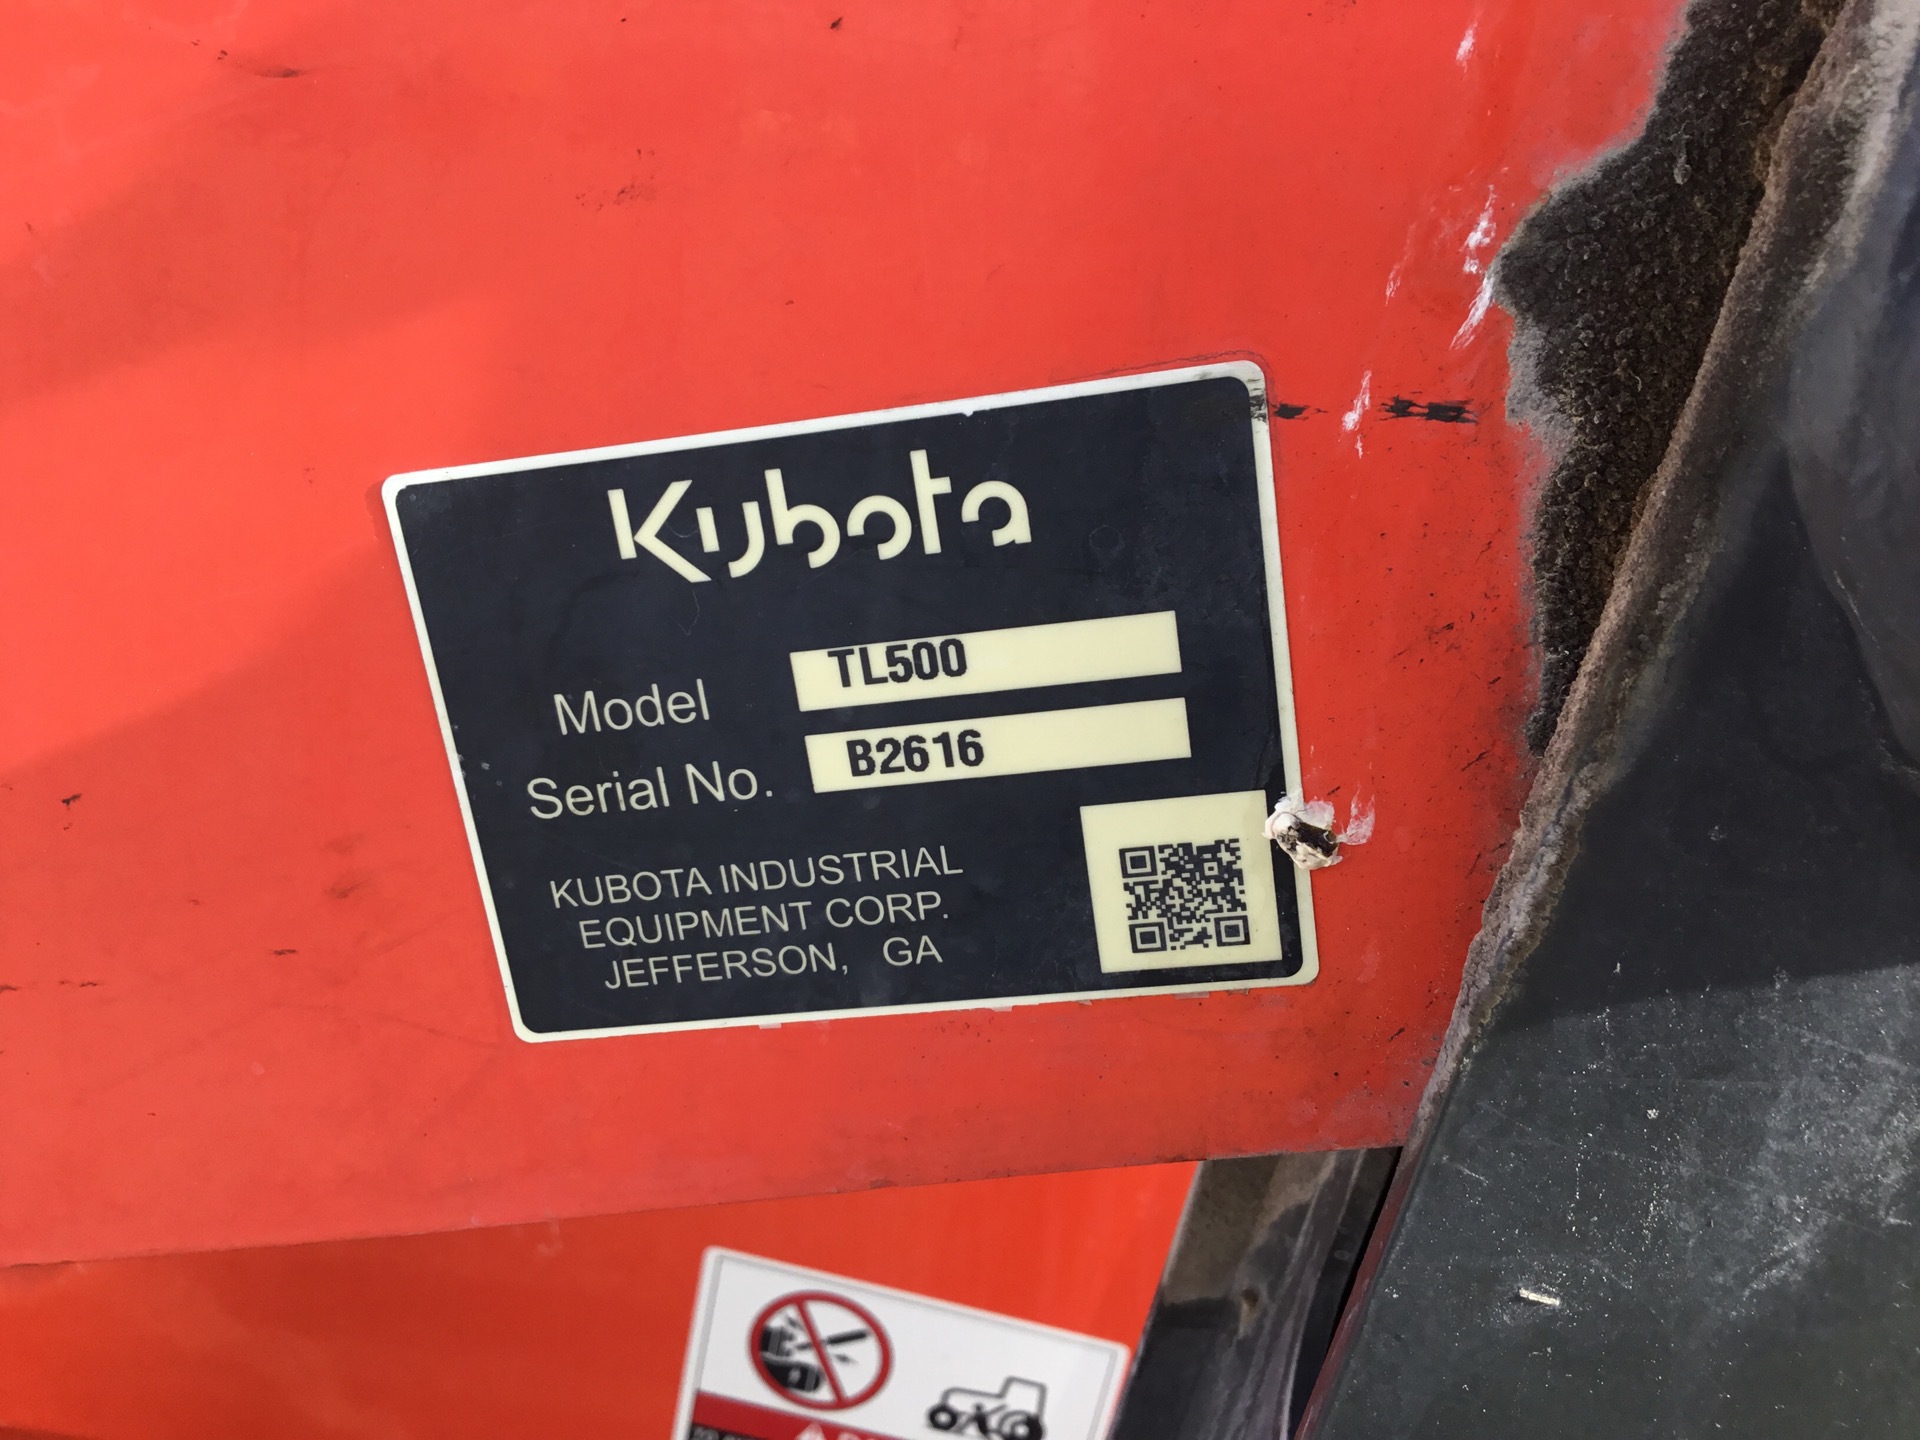 Kubota
Model TL500
Serial No. B2616
KUBOTA INDUSTRIAL
EQUIPMENT CORP.
JEFFERSON, GA